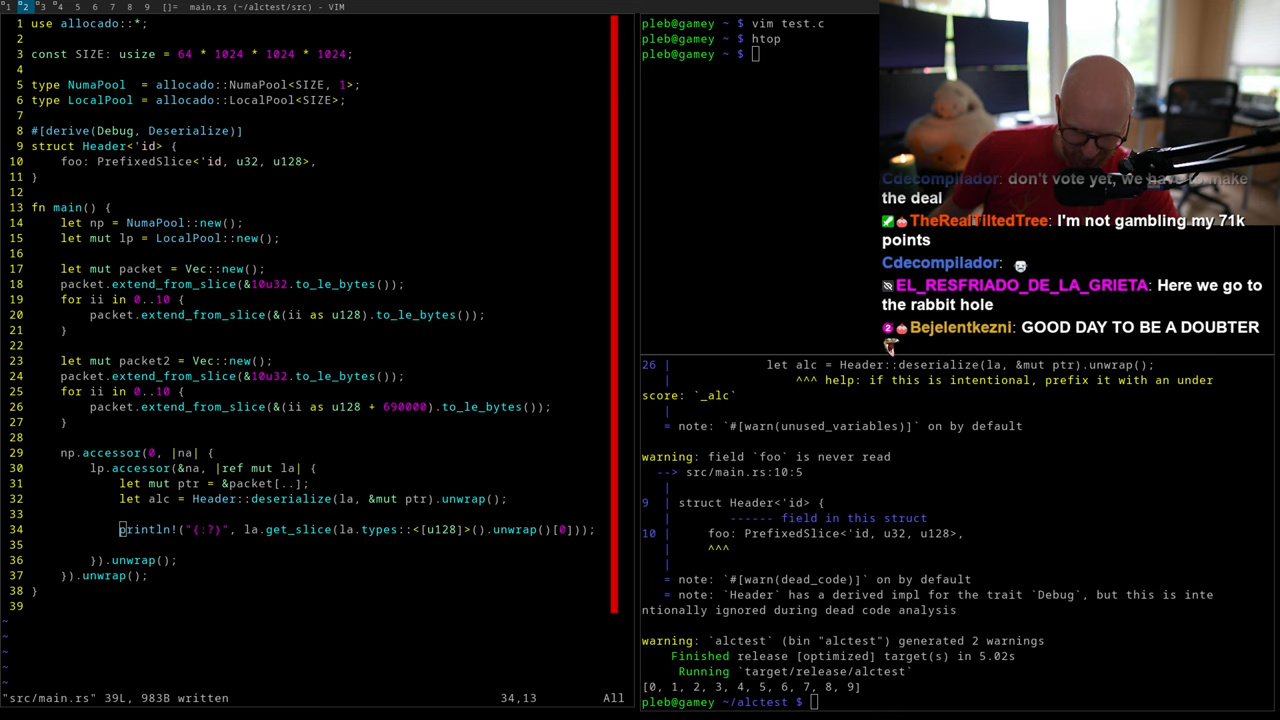 1 2 3 4 5 6 7 8 9 []= main.rs (~/alctest/src) - VIM
1 use allocado::*;
2
3 const SIZE: usize = 64 * 1024 * 1024 * 1024;
4
5 type NumaPool  = allocado::NumaPool<SIZE, 1>;
6 type LocalPool = allocado::LocalPool<SIZE>;
7
8 #[derive(Debug, Deserialize)]
9 struct Header<'id> {
10     foo: PrefixedSlice<'id, u32, u128>,
11 }
12
13 fn main() {
14     let np = NumaPool::new();
15     let mut lp = LocalPool::new();
16
17     let mut packet = Vec::new();
18     packet.extend_from_slice(&10u32.to_le_bytes());
19     for ii in 0..10 {
20         packet.extend_from_slice(&(ii as u128).to_le_bytes());
21     }
22
23     let mut packet2 = Vec::new();
24     packet.extend_from_slice(&10u32.to_le_bytes());
25     for ii in 0..10 {
26         packet.extend_from_slice(&(ii as u128 + 690000).to_le_bytes());
27     }
28
29     np.accessor(0, |na| {
30         lp.accessor(&na, |ref mut la| {
31             let mut ptr = &packet[..];
32             let alc = Header::deserialize(la, &mut ptr).unwrap();
33
34             println!("{:?}", la.get_slice(la.types::<[u128]>().unwrap()[0]));
35
36         }).unwrap();
37     }).unwrap();
38 }
39
~
~
~
~
~
"src/main.rs" 39L, 983B written 34,13 All
pleb@gamey ~ $ vim test.c
pleb@gamey ~ $ htop
pleb@gamey ~ $
Cdecompilador: don't vote yet, we have to make
the deal
TheRealTiltedTree: I'm not gambling my 71k
points
Cdecompilador:
EL_RESFRIADO_DE_LA_GRIETA: Here we go to
the rabbit hole
2 Bejelentkezni: GOOD DAY TO BE A DOUBTER
26 |             let alc = Header::deserialize(la, &mut ptr).unwrap();
|                 ^^^ help: if this is intentional, prefix it with an under
score: `_alc`
|
= note: `#[warn(unused_variables)]` on by default
warning: field `foo` is never read
--> src/main.rs:10:5
|
9  | struct Header<'id> {
|        ------ field in this struct
10 |     foo: PrefixedSlice<'id, u32, u128>,
|     ^^^
|
= note: `#[warn(dead_code)]` on by default
= note: `Header` has a derived impl for the trait `Debug`, but this is inte
ntionally ignored during dead code analysis
warning: `alctest` (bin "alctest") generated 2 warnings
Finished release [optimized] target(s) in 5.02s
Running `target/release/alctest`
[0, 1, 2, 3, 4, 5, 6, 7, 8, 9]
pleb@gamey ~/alctest $